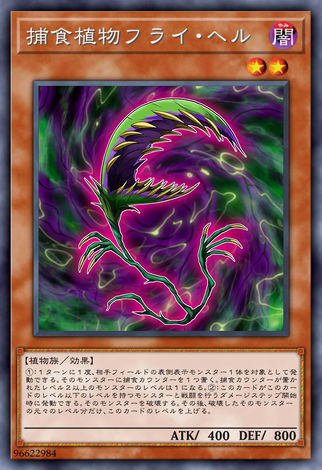 捕食植物フライ・ヘル
やみ
闇
【植物族／効果】
①：１ターンに１度、相手フィールドの表側表示モンスター１体を対象として発
動できる。そのモンスターに捕食カウンターを１つ置く。捕食カウンターが置か
れたレベル２以上のモンスターのレベルは１になる。②：このカードがこのカー
ドのレベル以下のレベルを持つモンスターと戦闘を行うダメージステップ開始
時に発動できる。そのモンスターを破壊する。その後、破壊したそのモンスター
の元々のレベル分だけ、このカードのレベルを上げる。
ATK/ 400 DEF/ 800
96622984